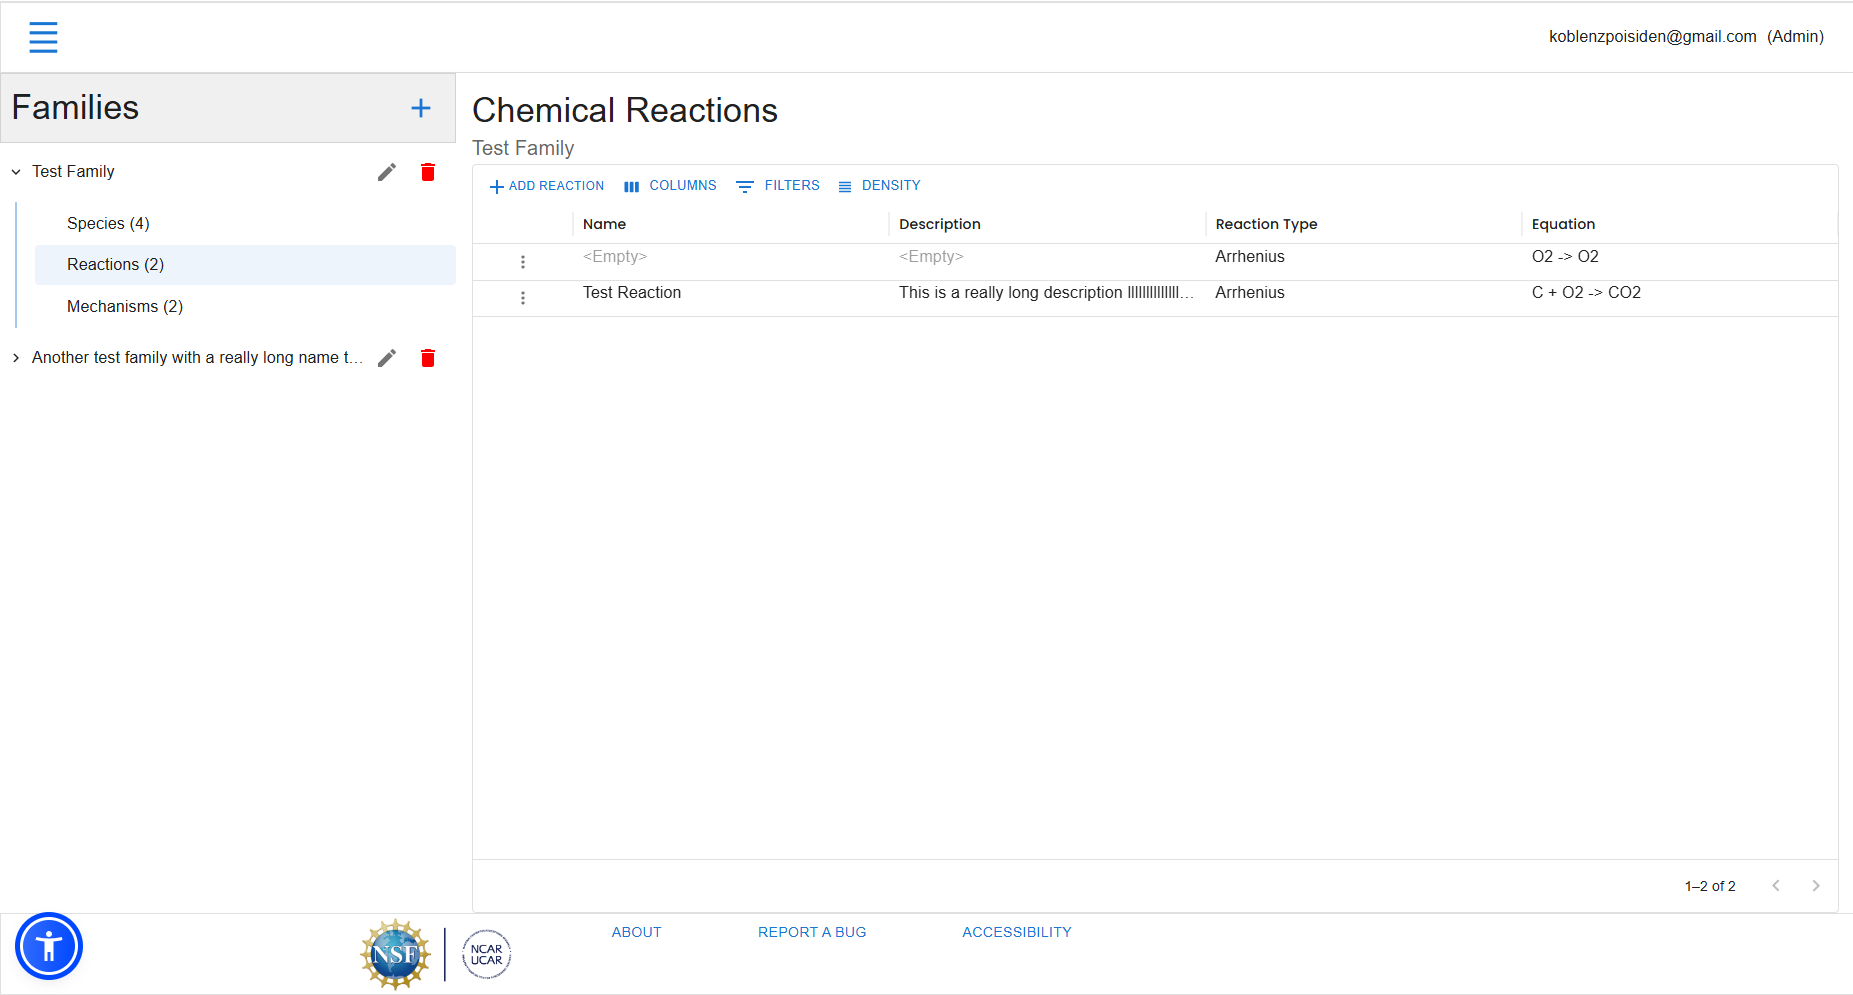 koblenzpoisiden@gmail.com (Admin)
Families
Test Family
Species (4)
Reactions (2)
Mechanisms (2)
Another test family with a really long name t...
Chemical Reactions
Test Family
ADD REACTION COLUMNS FILTERS DENSITY
Name Description Reaction Type Equation
<Empty> <Empty> Arrhenius O2 -> O2
Test Reaction This is a really long description llllllllllllll... Arrhenius C + O2 -> CO2
1–2 of 2
NSF
NCAR
UCAR
ABOUT REPORT A BUG ACCESSIBILITY